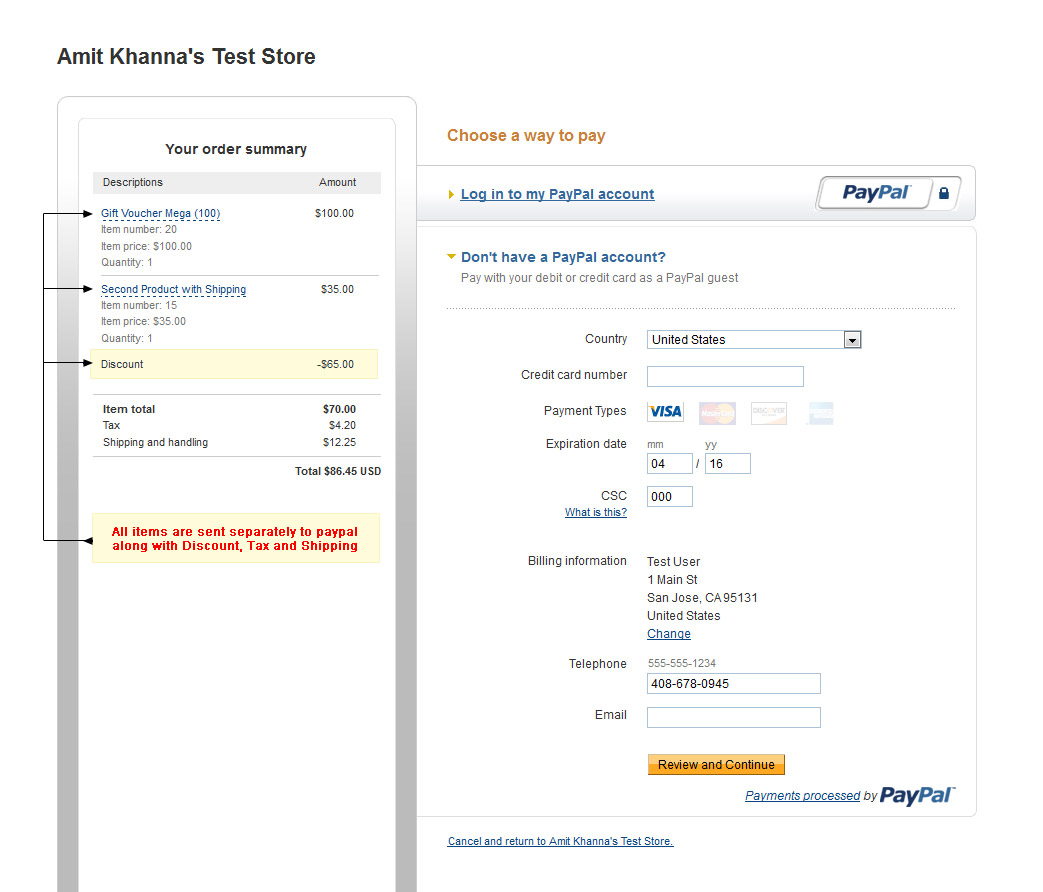 Amit Khanna's Test Store
Your order summary
Descriptions Amount
Gift Voucher Mega (100) $100.00
Item number: 20
Item price: $100.00
Quantity: 1
Second Product with Shipping $35.00
Item number: 15
Item price: $35.00
Quantity: 1
Discount -$65.00
Item total $70.00
Tax $4.20
Shipping and handling $12.25
Total $86.45 USD
All items are sent separately to paypal
along with Discount, Tax and Shipping
Choose a way to pay
Log in to my PayPal account PayPal
Don't have a PayPal account?
Pay with your debit or credit card as a PayPal guest
Country United States
Credit card number
Payment Types VISA MasterCard DISCOVER
Expiration date mm yy
04 / 16
CSC 000
What is this?
Billing information Test User
1 Main St
San Jose, CA 95131
United States
Change
Telephone 555-555-1234
408-678-0945
Email
Review and Continue
Payments processed by PayPal
Cancel and return to Amit Khanna's Test Store.